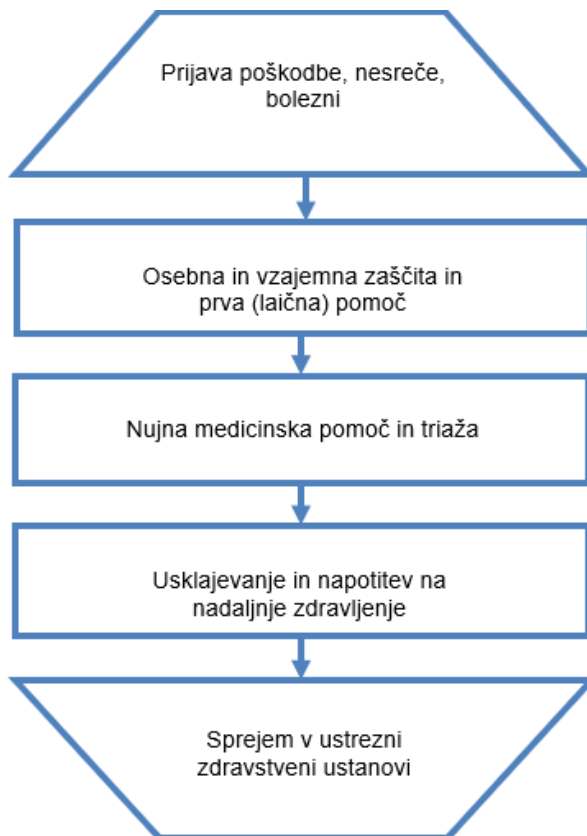 Prijava poškodbe, nesreče,
bolezni
Osebna in vzajemna zaščita in
prva (laična) pomoč
Nujna medicinska pomoč in triaža
Usklajevanje in napotitev na
nadaljnje zdravljenje
Sprejem v ustrezni
zdravstveni ustanovi